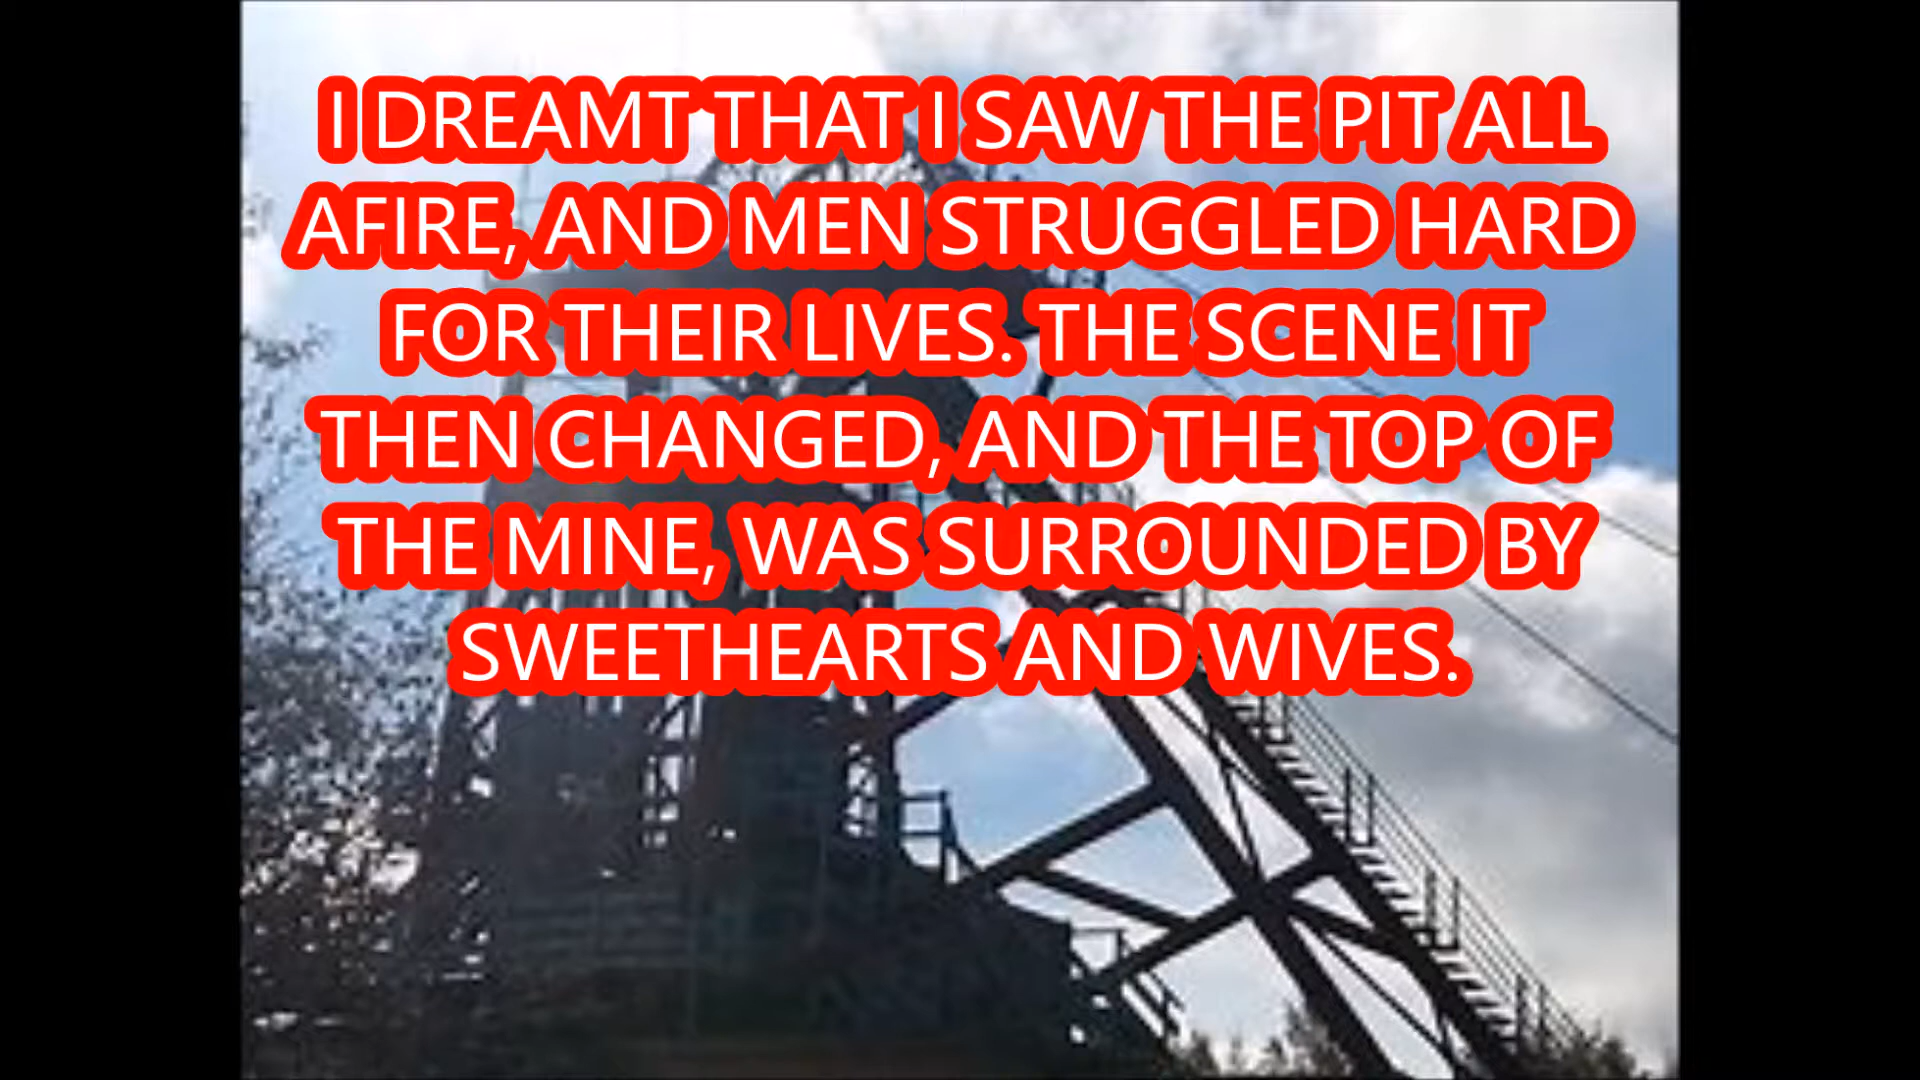 I DREAMT THAT I SAW THE PIT ALL
AFIRE, AND MEN STRUGGLED HARD
FOR THEIR LIVES. THE SCENE IT
THEN CHANGED, AND THE TOP OF
THE MINE, WAS SURROUNDED BY
SWEETHEARTS AND WIVES.